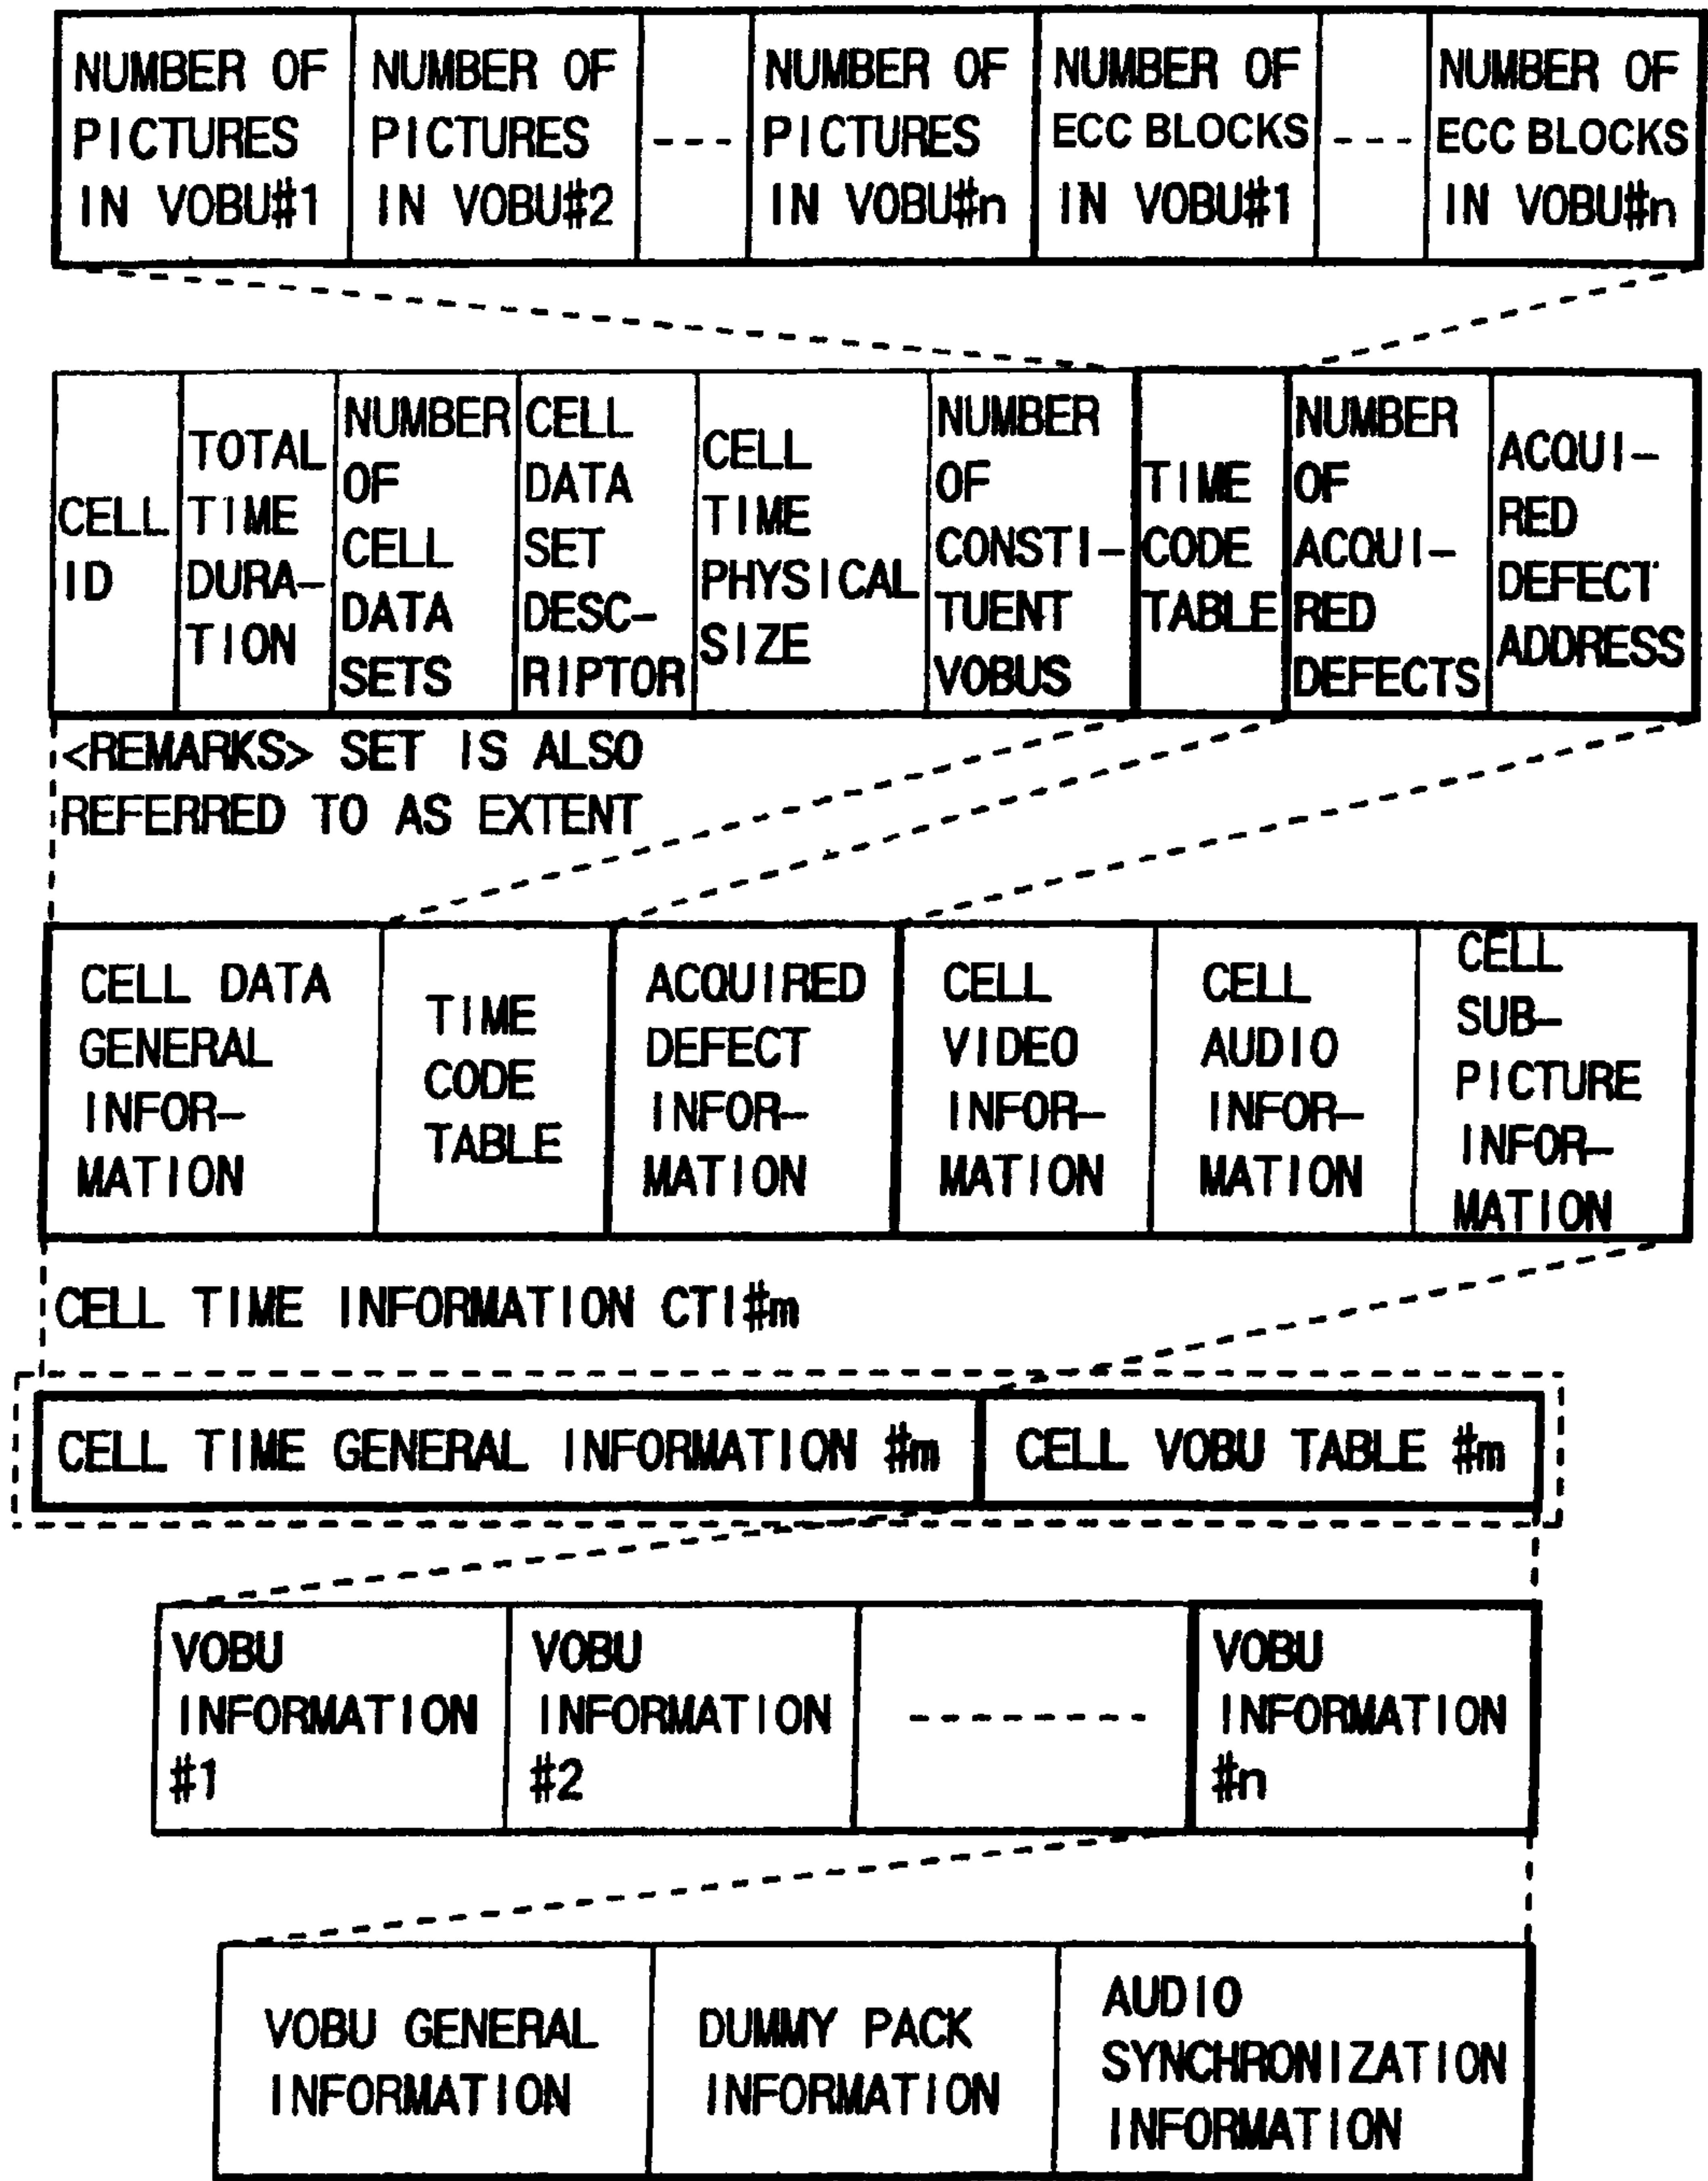 NUMBER OF
PICTURES
IN VOBU#1
NUMBER OF
PICTURES
IN VOBU#2
NUMBER OF
PICTURES
IN VOBU#n
NUMBER OF
ECC BLOCKS
IN VOBU#1
NUMBER OF
ECC BLOCKS
IN VOBU#n
CELL
ID
TOTAL
TIME
DURA-
TION
NUMBER
OF
CELL
DATA
SETS
CELL
DATA
SET
DESC-
RIPTOR
CELL
TIME
PHYSICAL
SIZE
NUMBER
OF
CONSTI-
TUENT
VOBUS
TIME
CODE
TABLE
NUMBER
OF
ACQUI-
RED
DEFECTS
ACQUI-
RED
DEFECT
ADDRESS
<REMARKS> SET IS ALSO
REFERRED TO AS EXTENT
CELL DATA
GENERAL
INFOR-
MATION
TIME
CODE
TABLE
ACQUIRED
DEFECT
INFOR-
MATION
CELL
VIDEO
INFOR-
MATION
CELL
AUDIO
INFOR-
MATION
CELL
SUB-
PICTURE
INFOR-
MATION
CELL TIME INFORMATION CTI#m
CELL TIME GENERAL INFORMATION #m
CELL VOBU TABLE #m
VOBU
INFORMATION
#1
VOBU
INFORMATION
#2
VOBU
INFORMATION
#n
VOBU GENERAL
INFORMATION
DUMMY PACK
INFORMATION
AUDIO
SYNCHRONIZATION
INFORMATION